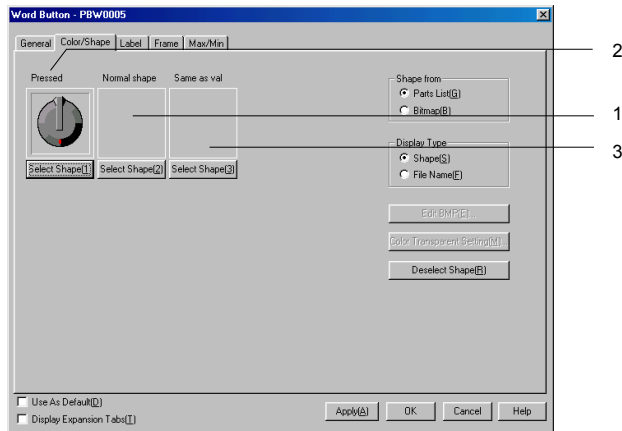 Word Button - PBW0005
General Color/Shape Label Frame Max/Min
2
Pressed Normal shape Same as val
Shape from
Parts List[G]
Bitmap[B]
1
Display Type
3
Shape[S]
File Name[F]
Select Shape[1] Select Shape[2] Select Shape[3]
Edit BMP[E]...
Color Transparent Setting[M]...
Deselect Shape[R]
Use As Default[D]
Display Expansion Tabs[T]
Apply[A] OK Cancel Help